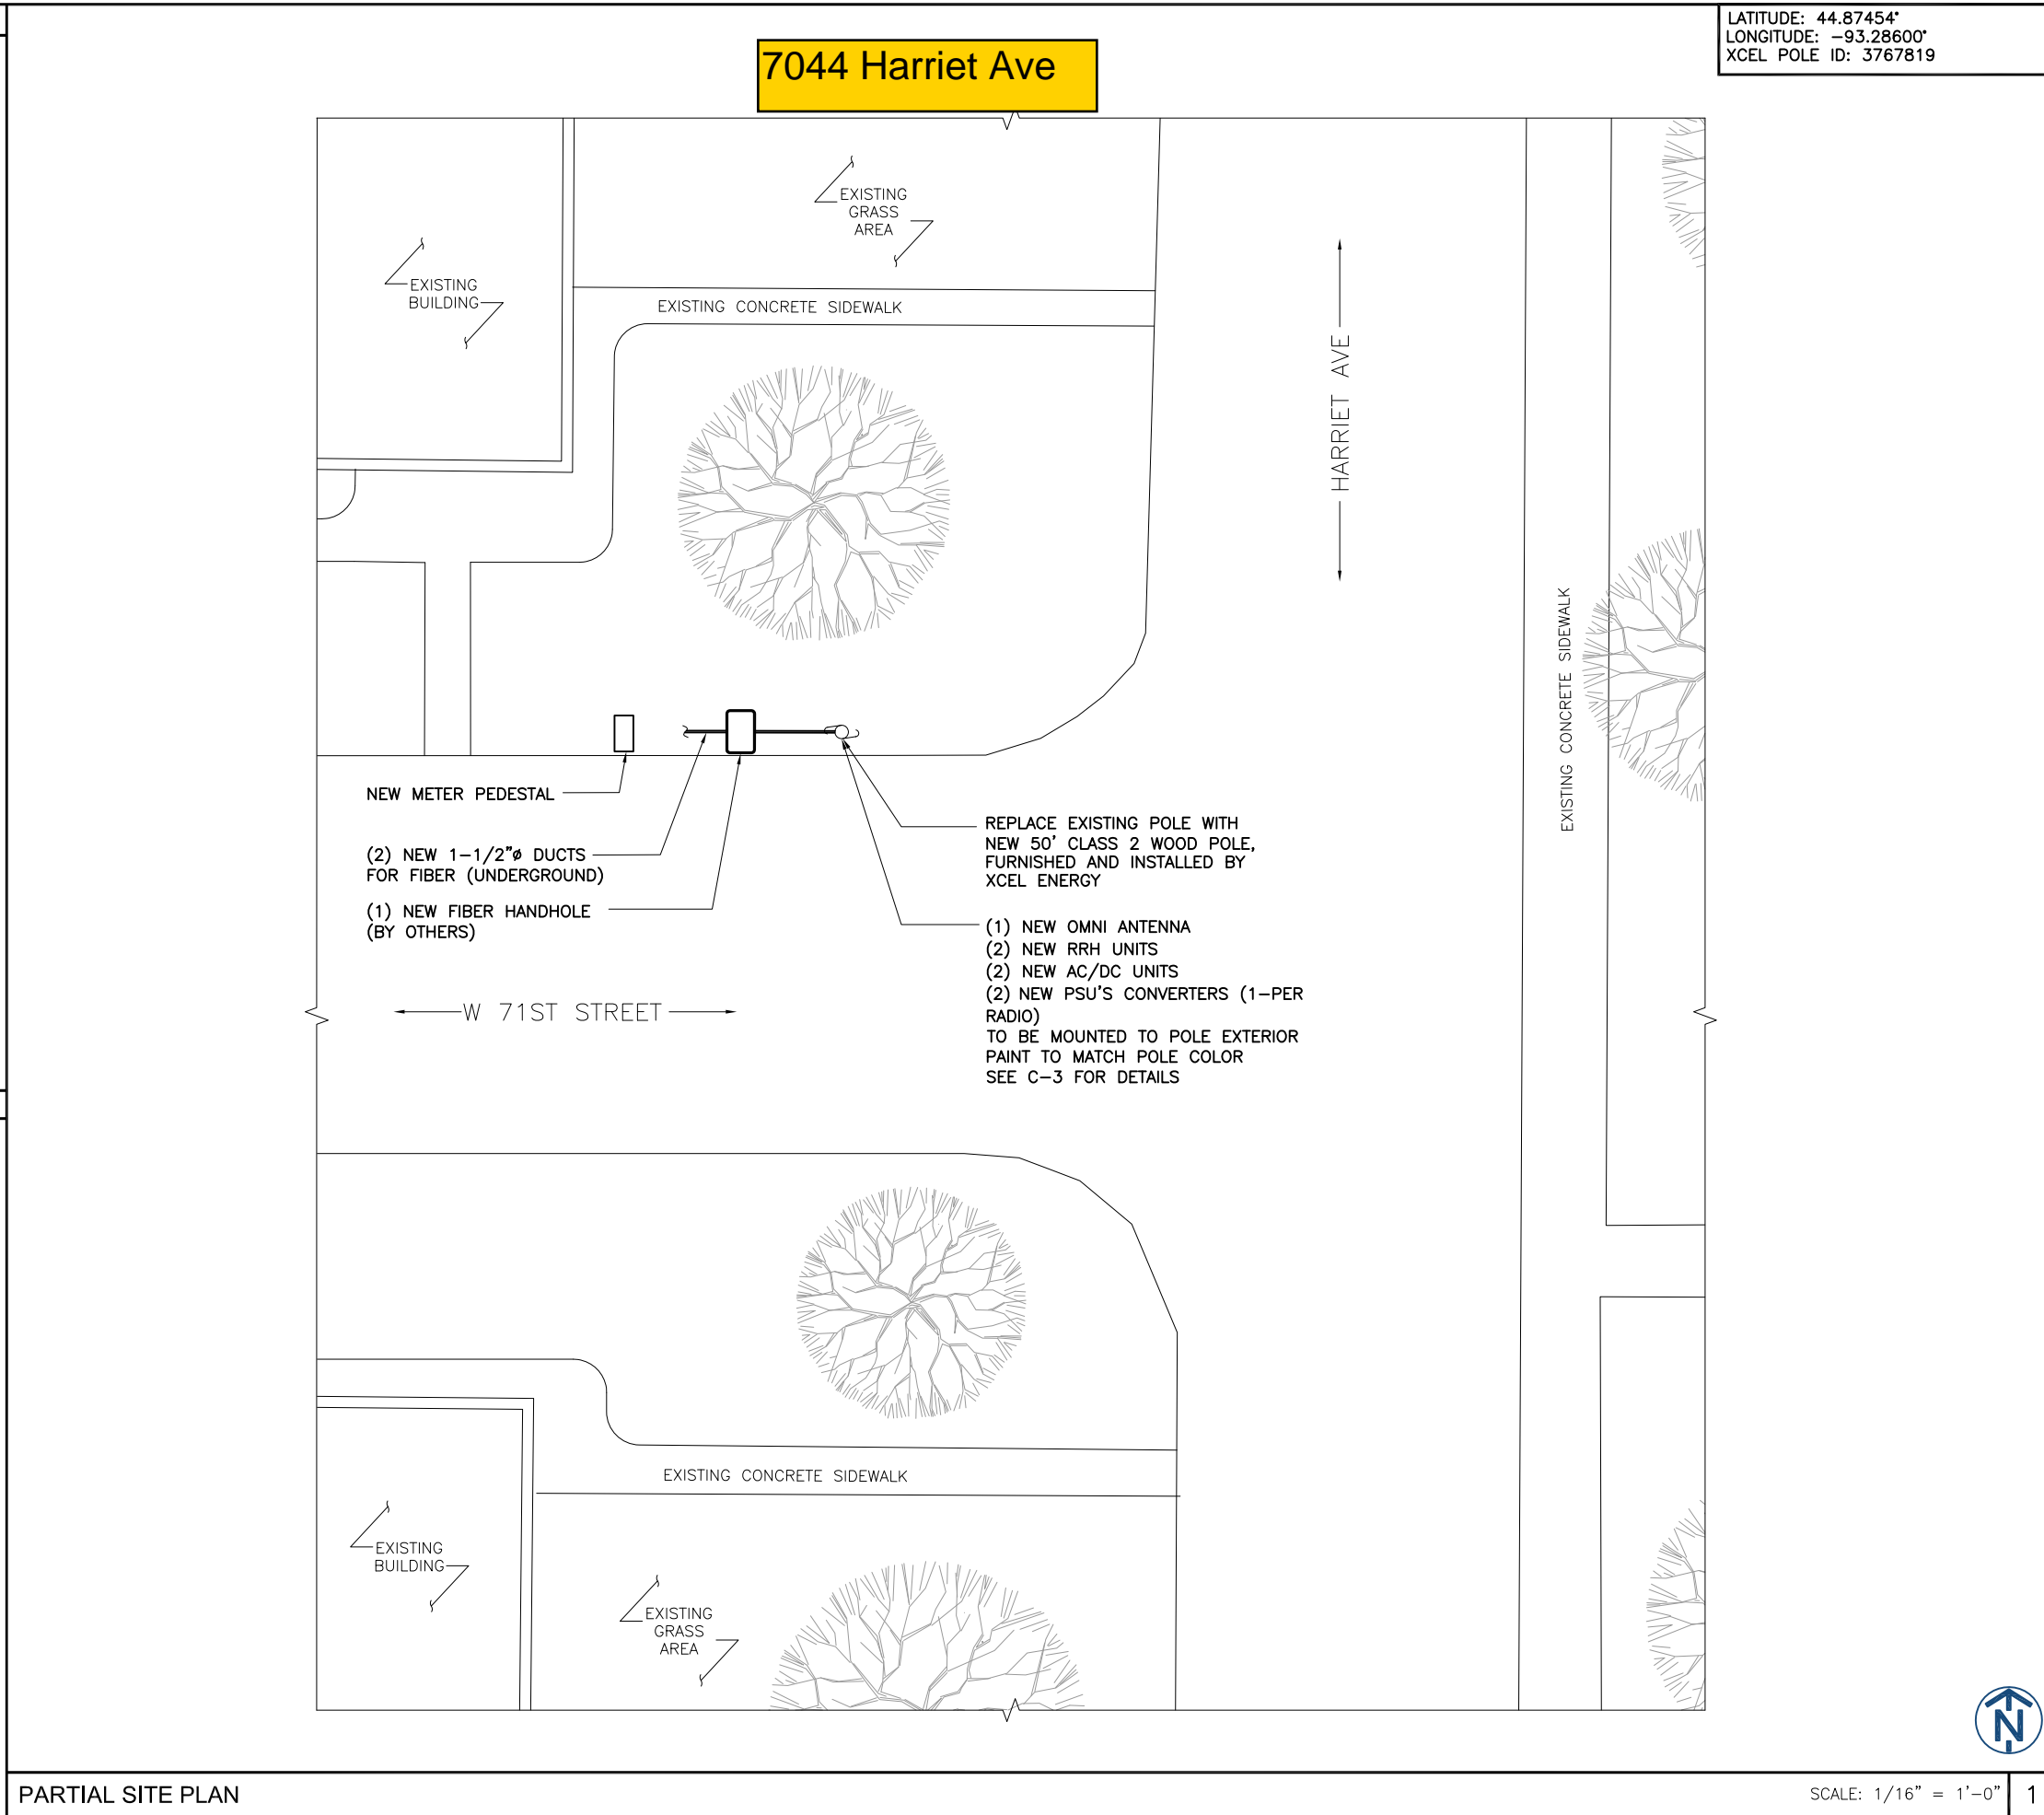 LATITUDE: 44.87454°
LONGITUDE: -93.28600°
XCEL POLE ID: 3767819
7044 Harriet Ave
EXISTING
GRASS
AREA
EXISTING
BUILDING
EXISTING CONCRETE SIDEWALK
HARRIET AVE
EXISTING CONCRETE SIDEWALK
NEW METER PEDESTAL
(2) NEW 1-1/2"ø DUCTS
FOR FIBER (UNDERGROUND)
(1) NEW FIBER HANDHOLE
(BY OTHERS)
REPLACE EXISTING POLE WITH
NEW 50' CLASS 2 WOOD POLE,
FURNISHED AND INSTALLED BY
XCEL ENERGY
(1) NEW OMNI ANTENNA
(2) NEW RRH UNITS
(2) NEW AC/DC UNITS
(2) NEW PSU'S CONVERTERS (1-PER
RADIO)
TO BE MOUNTED TO POLE EXTERIOR
PAINT TO MATCH POLE COLOR
SEE C-3 FOR DETAILS
W 71ST STREET
EXISTING CONCRETE SIDEWALK
EXISTING
BUILDING
EXISTING
GRASS
AREA
N
PARTIAL SITE PLAN
SCALE: 1/16" = 1'-0"
1